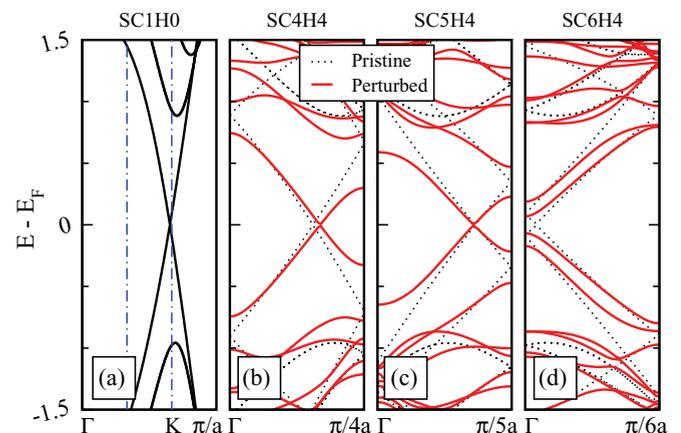 SC1H0 SC4H4 SC5H4 SC6H4
1.5
Pristine
Perturbed
E - E_F
0
(a) (b) (c) (d)
-1.5
Γ K π/a Γ π/4a Γ π/5a Γ π/6a